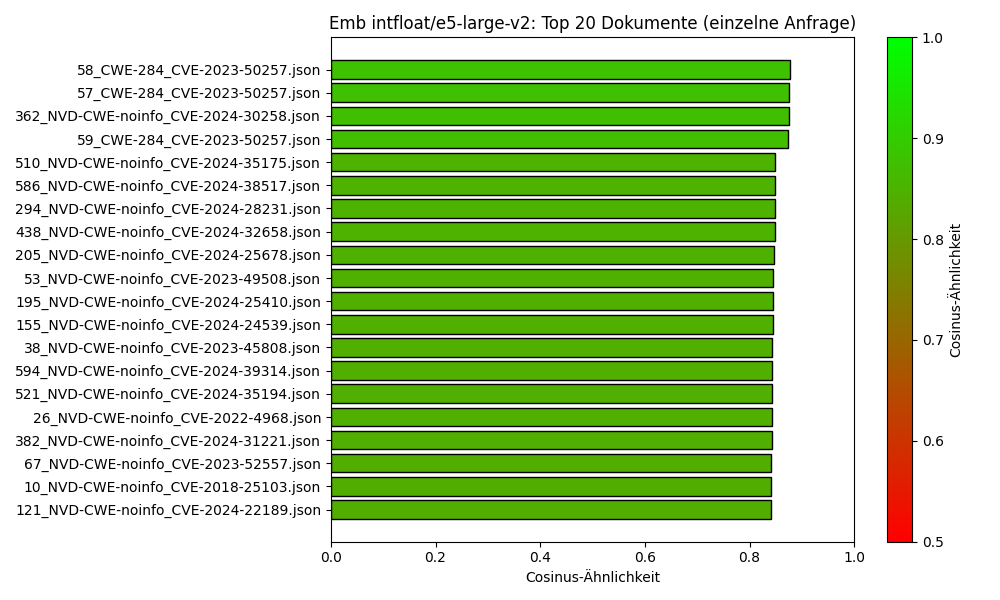 Emb intfloat/e5-large-v2: Top 20 Dokumente (einzelne Anfrage)
58_CWE-284_CVE-2023-50257.json
57_CWE-284_CVE-2023-50257.json
362_NVD-CWE-noinfo_CVE-2024-30258.json
59_CWE-284_CVE-2023-50257.json
510_NVD-CWE-noinfo_CVE-2024-35175.json
586_NVD-CWE-noinfo_CVE-2024-38517.json
294_NVD-CWE-noinfo_CVE-2024-28231.json
438_NVD-CWE-noinfo_CVE-2024-32658.json
205_NVD-CWE-noinfo_CVE-2024-25678.json
53_NVD-CWE-noinfo_CVE-2023-49508.json
195_NVD-CWE-noinfo_CVE-2024-25410.json
155_NVD-CWE-noinfo_CVE-2024-24539.json
38_NVD-CWE-noinfo_CVE-2023-45808.json
594_NVD-CWE-noinfo_CVE-2024-39314.json
521_NVD-CWE-noinfo_CVE-2024-35194.json
26_NVD-CWE-noinfo_CVE-2022-4968.json
382_NVD-CWE-noinfo_CVE-2024-31221.json
67_NVD-CWE-noinfo_CVE-2023-52557.json
10_NVD-CWE-noinfo_CVE-2018-25103.json
121_NVD-CWE-noinfo_CVE-2024-22189.json
0.0 0.2 0.4 0.6 0.8 1.0
Cosinus-Ähnlichkeit
1.0
0.9
0.8
0.7
0.6
0.5
Cosinus-Ähnlichkeit